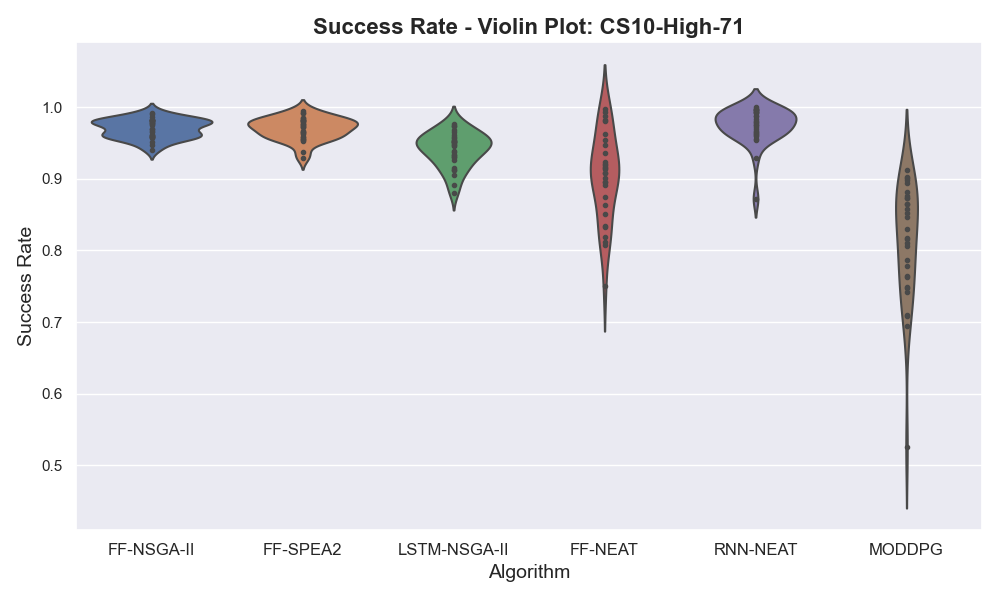 Success Rate - Violin Plot: CS10-High-71
Success Rate
1.0
0.9
0.8
0.7
0.6
0.5
FF-NSGA-II
FF-SPEA2
LSTM-NSGA-II
FF-NEAT
RNN-NEAT
MODDPG
Algorithm